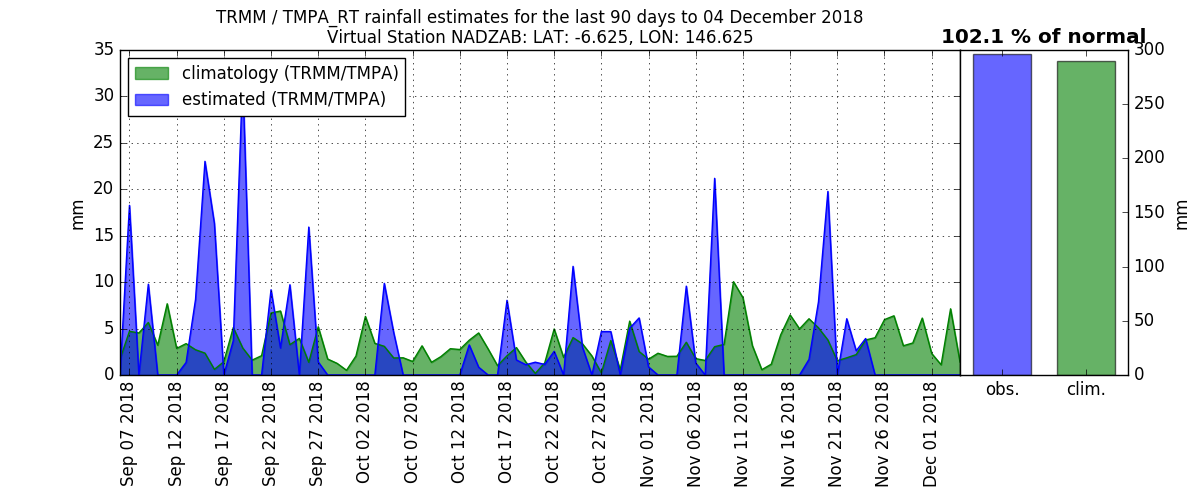 TRMM / TMPA_RT rainfall estimates for the last 90 days to 04 December 2018
Virtual Station NADZAB: LAT: -6.625, LON: 146.625
102.1 % of normal
climatology (TRMM/TMPA)
estimated (TRMM/TMPA)
mm
35
30
25
20
15
10
5
0
Sep 07 2018
Sep 12 2018
Sep 17 2018
Sep 22 2018
Sep 27 2018
Oct 02 2018
Oct 07 2018
Oct 12 2018
Oct 17 2018
Oct 22 2018
Oct 27 2018
Nov 01 2018
Nov 06 2018
Nov 11 2018
Nov 16 2018
Nov 21 2018
Nov 26 2018
Dec 01 2018
obs.
clim.
300
250
200
150
100
50
0
mm